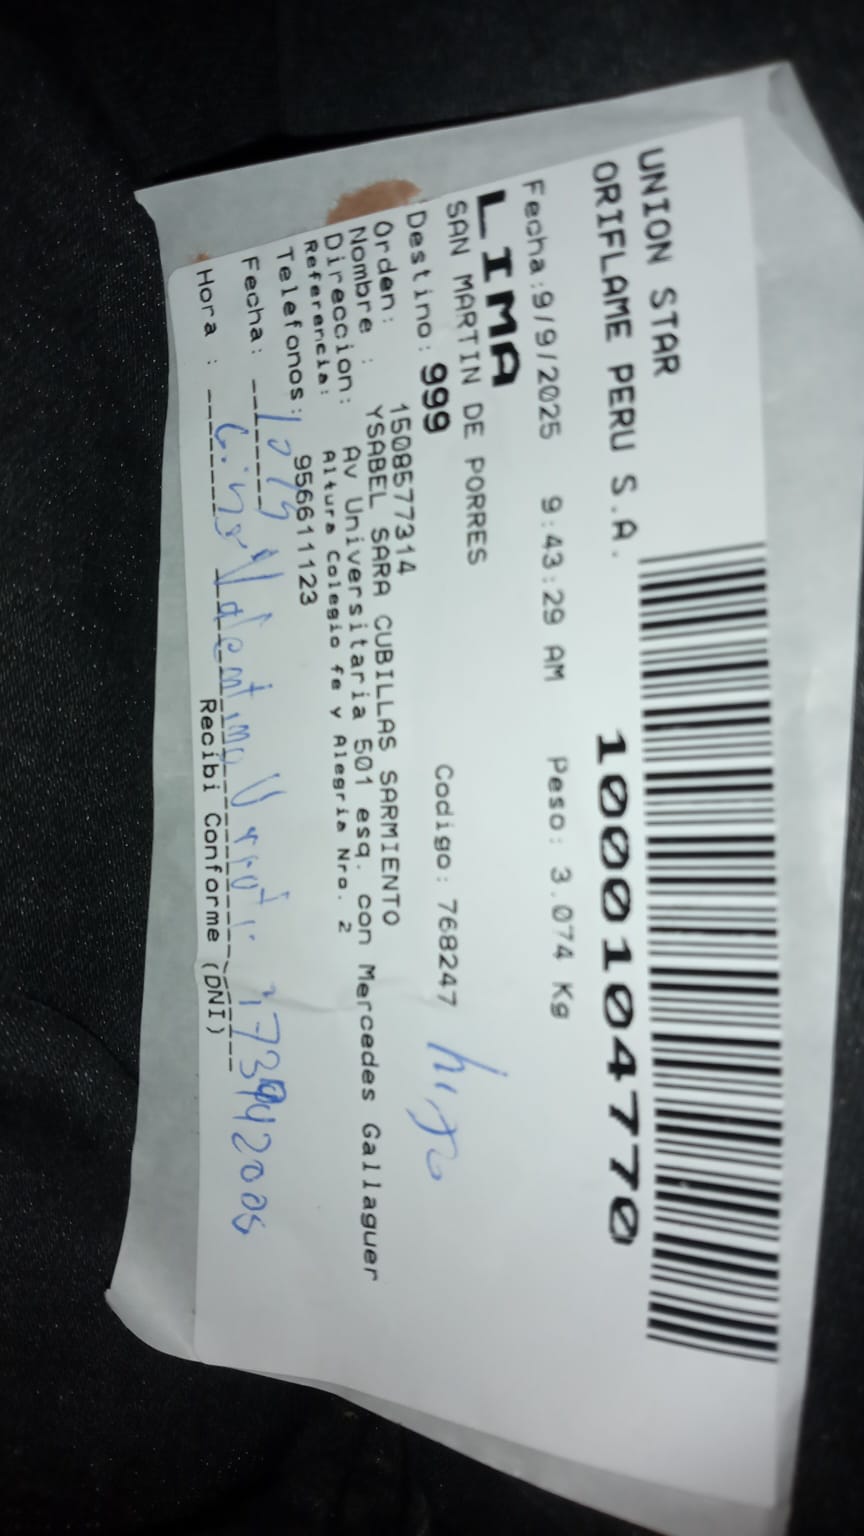 UNION STAR
ORIFLAME PERU S.A.
1000104770
Fecha:9/9/2025 9:43:29 AM Peso: 3.074 Kg
LIMA
SAN MARTIN DE PORRES
Destino: 999 Codigo: 768247
hijo
Orden: 1508577314
Nombre : YSABEL SARA CUBILLAS SARMIENTO
Direccion: Av Universitaria 501 esq. con Mercedes Gallaguer
Referencia: Altura Colegio fe y Alegria Nro. 2
Telefonos: 956611123
Fecha:
Hora :
Recibi Conforme (DNI)